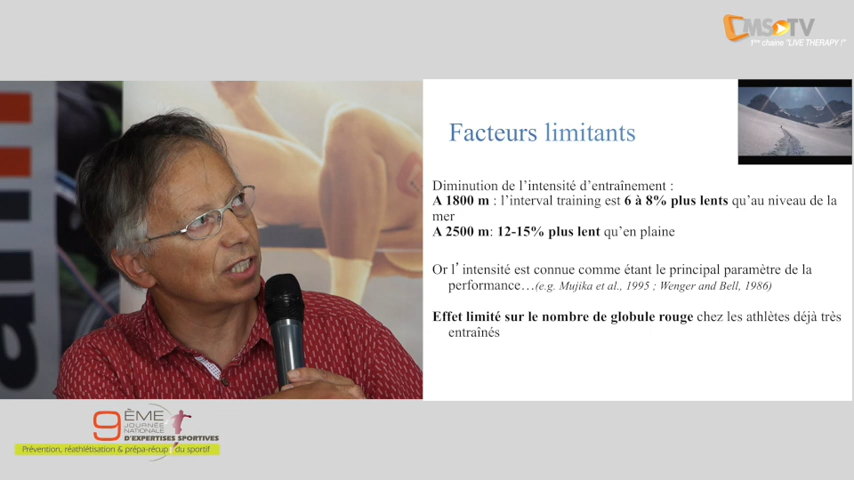 MS TV
1ère chaîne "LIVE THERAPY !"
Facteurs limitants
Diminution de l'intensité d'entraînement :
A 1800 m : l'interval training est 6 à 8% plus lents qu'au niveau de la
mer
A 2500 m: 12-15% plus lent qu'en plaine
Or l'intensité est connue comme étant le principal paramètre de la
performance…(e.g. Mujika et al., 1995 ; Wenger and Bell, 1986)
Effet limité sur le nombre de globule rouge chez les athlètes déjà très
entraînés
9ÈME
JOURNÉE
NATIONALE
D'EXPERTISES SPORTIVES
Prévention, réathlétisation & prépa-récup du sportif